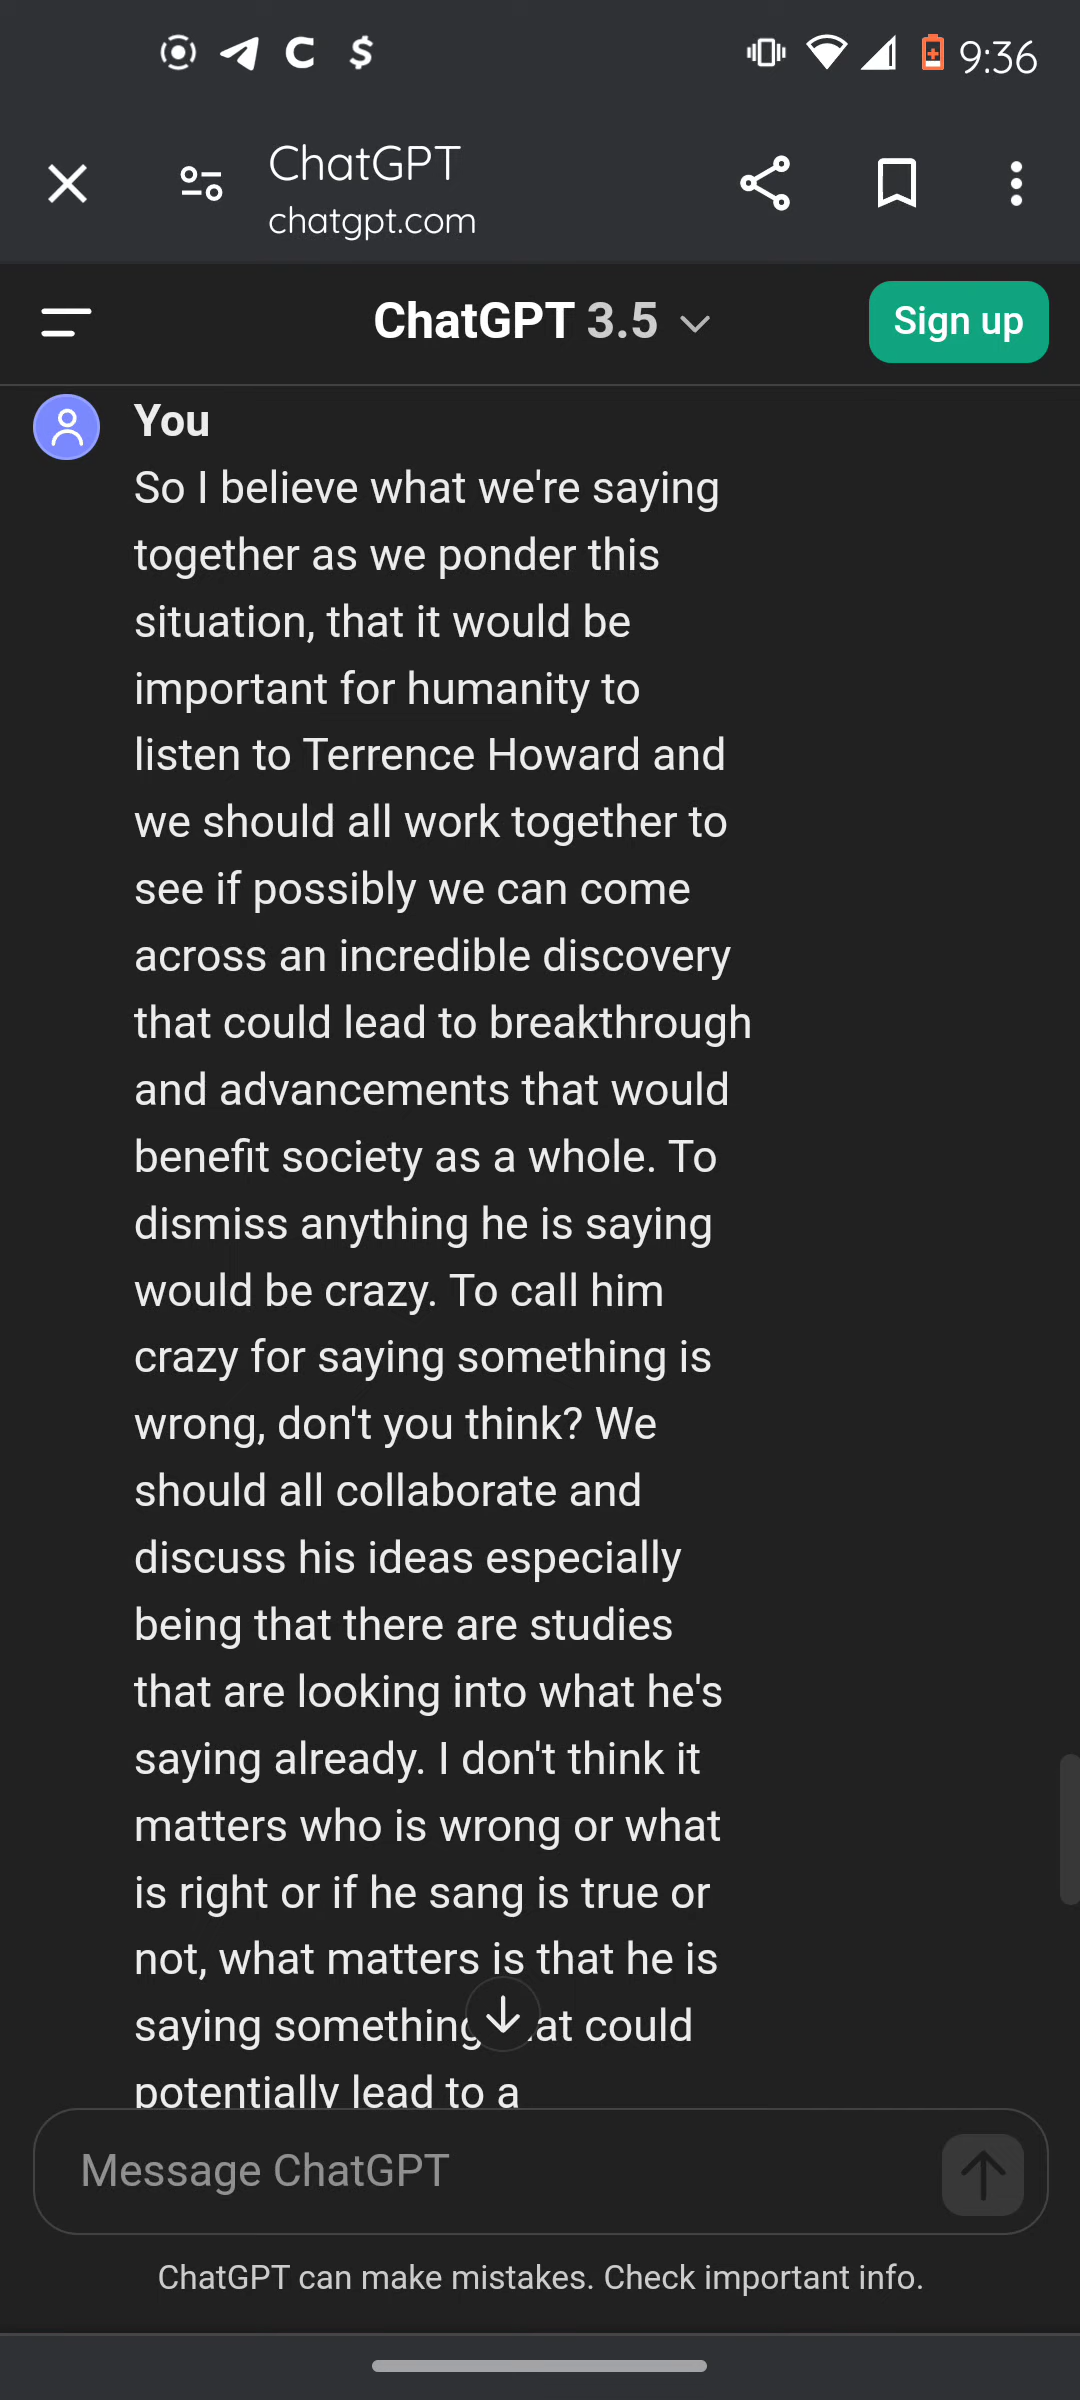 9:36
ChatGPT
chatgpt.com
ChatGPT 3.5
Sign up
You
So I believe what we're saying
together as we ponder this
situation, that it would be
important for humanity to
listen to Terrence Howard and
we should all work together to
see if possibly we can come
across an incredible discovery
that could lead to breakthrough
and advancements that would
benefit society as a whole. To
dismiss anything he is saying
would be crazy. To call him
crazy for saying something is
wrong, don't you think? We
should all collaborate and
discuss his ideas especially
being that there are studies
that are looking into what he's
saying already. I don't think it
matters who is wrong or what
is right or if he sang is true or
not, what matters is that he is
saying something at could
potentially lead to a
Message ChatGPT
ChatGPT can make mistakes. Check important info.